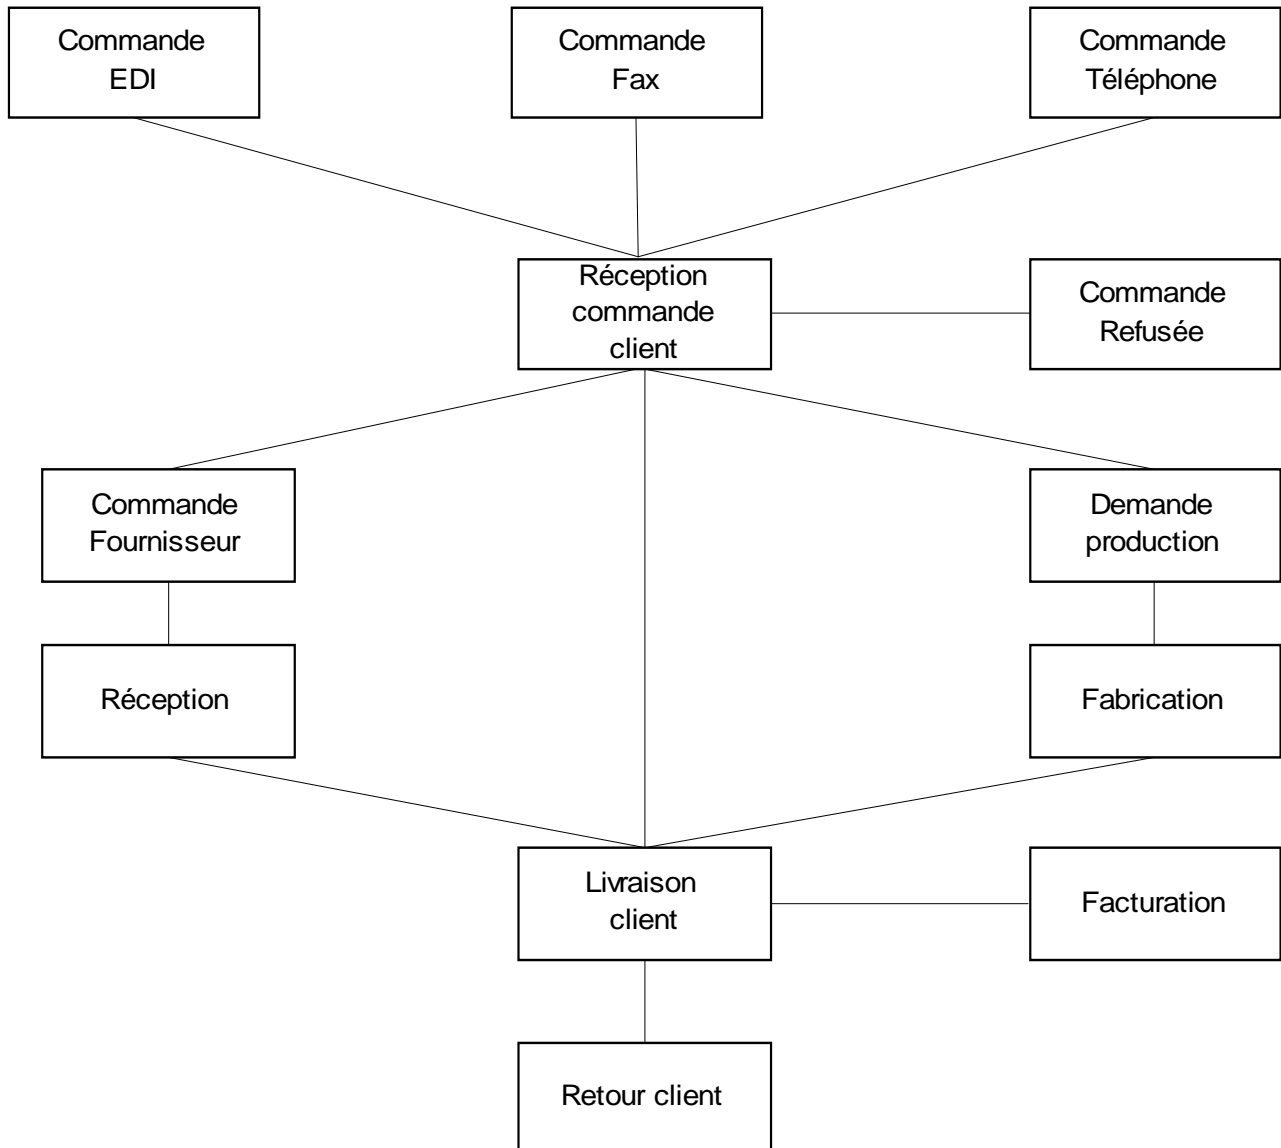 Commande
EDI
Commande
Fax
Commande
Téléphone
Réception
commande
client
Commande
Refusée
Commande
Fournisseur
Demande
production
Réception
Fabrication
Livraison
client
Facturation
Retour client